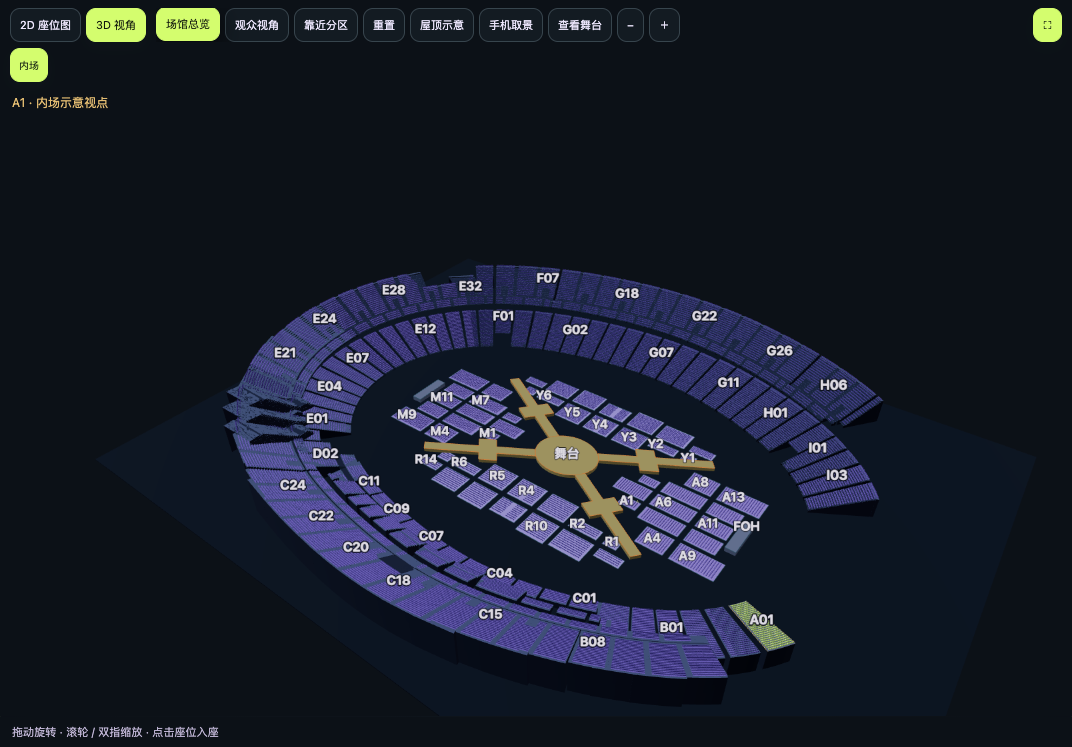 2D 座位图
3D 视角
场馆总览
观众视角
靠近分区
重置
屋顶示意
手机取景
查看舞台
−
+
内场
A1 · 内场示意视点
F07
E32
E28
G18
F01
G22
E24
E12
G02
G26
E21
E07
G07
E04
G11
H06
M11
M7
Y6
H01
M9
Y5
E01
Y4
M4
M1
Y3
Y2
I01
D02
舞台
Y1
R14
R6
R5
I03
C11
A8
C24
R4
A1
A6
A13
C09
C22
R10
R2
A11
FOH
C07
R1
A4
C20
A9
C04
C18
C01
C15
A01
B01
B08
拖动旋转 · 滚轮 / 双指缩放 · 点击座位入座